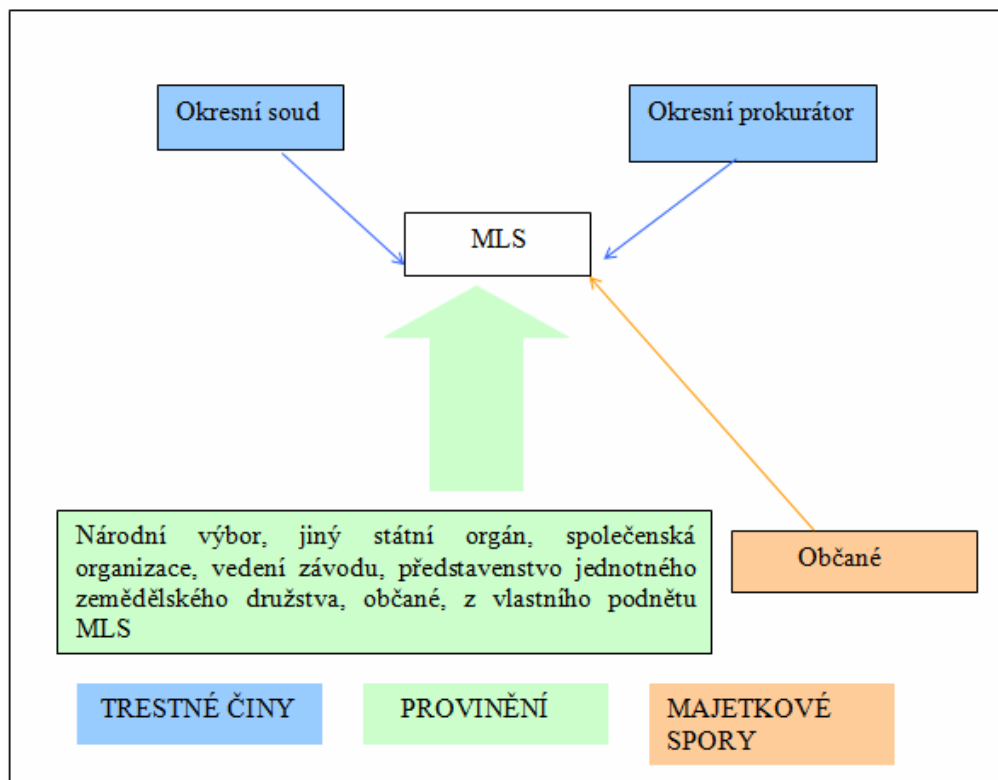 Okresní soud
Okresní prokurátor
MLS
Národní výbor, jiný státní orgán, společenská
organizace, vedení závodu, představenstvo jednotného
zemědělského družstva, občané, z vlastního podnětu
MLS
Občané
TRESTNÉ ČINY
PROVINĚNÍ
MAJETKOVÉ
SPORY